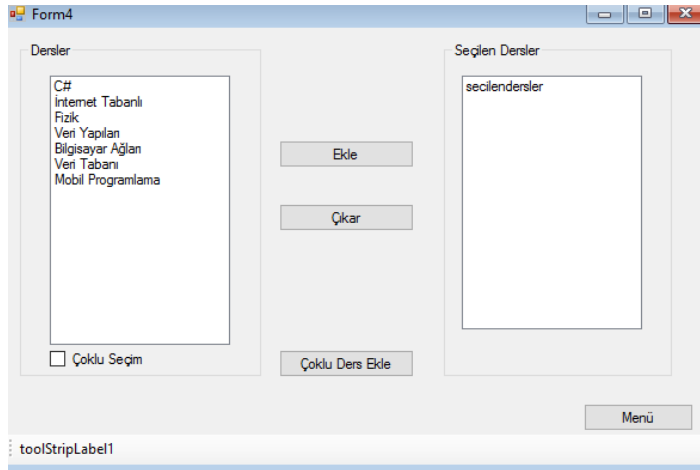 Form4
Dersler
C#
İnternet Tabanlı
Fizik
Veri Yapıları
Bilgisayar Ağları
Veri Tabanı
Mobil Programlama
Çoklu Seçim
Ekle
Çıkar
Çoklu Ders Ekle
Seçilen Dersler
secilendersler
Menü
toolStripLabel1